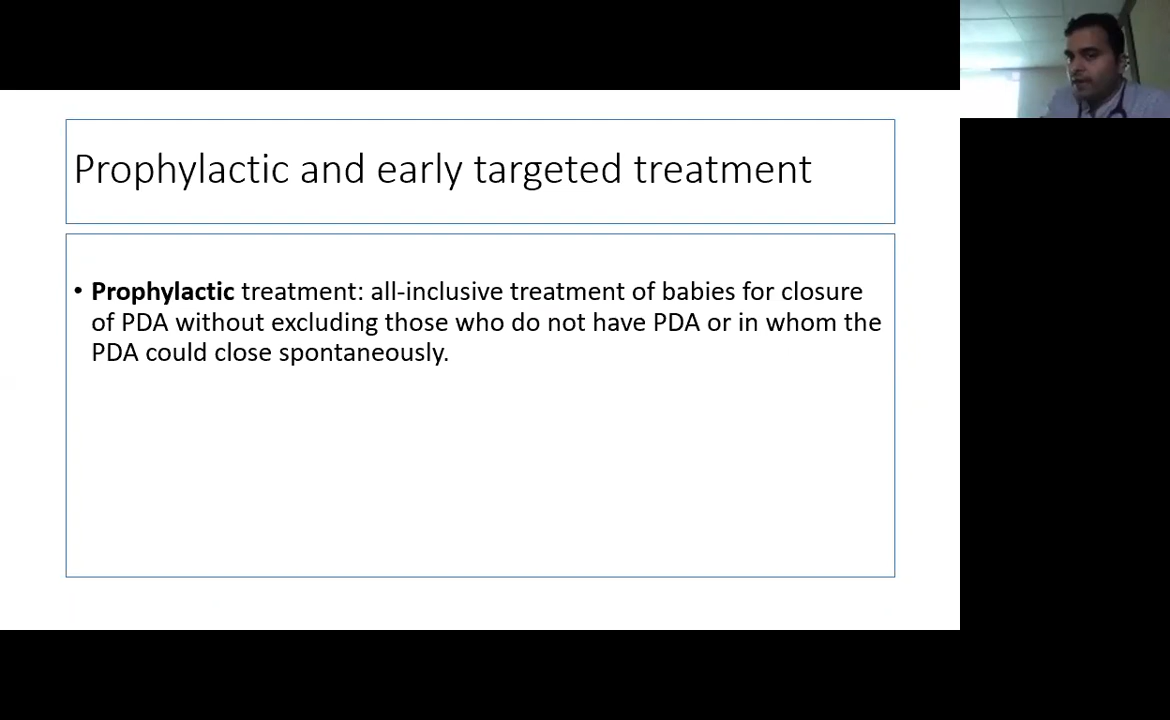 Prophylactic and early targeted treatment
• Prophylactic treatment: all-inclusive treatment of babies for closure
of PDA without excluding those who do not have PDA or in whom the
PDA could close spontaneously.